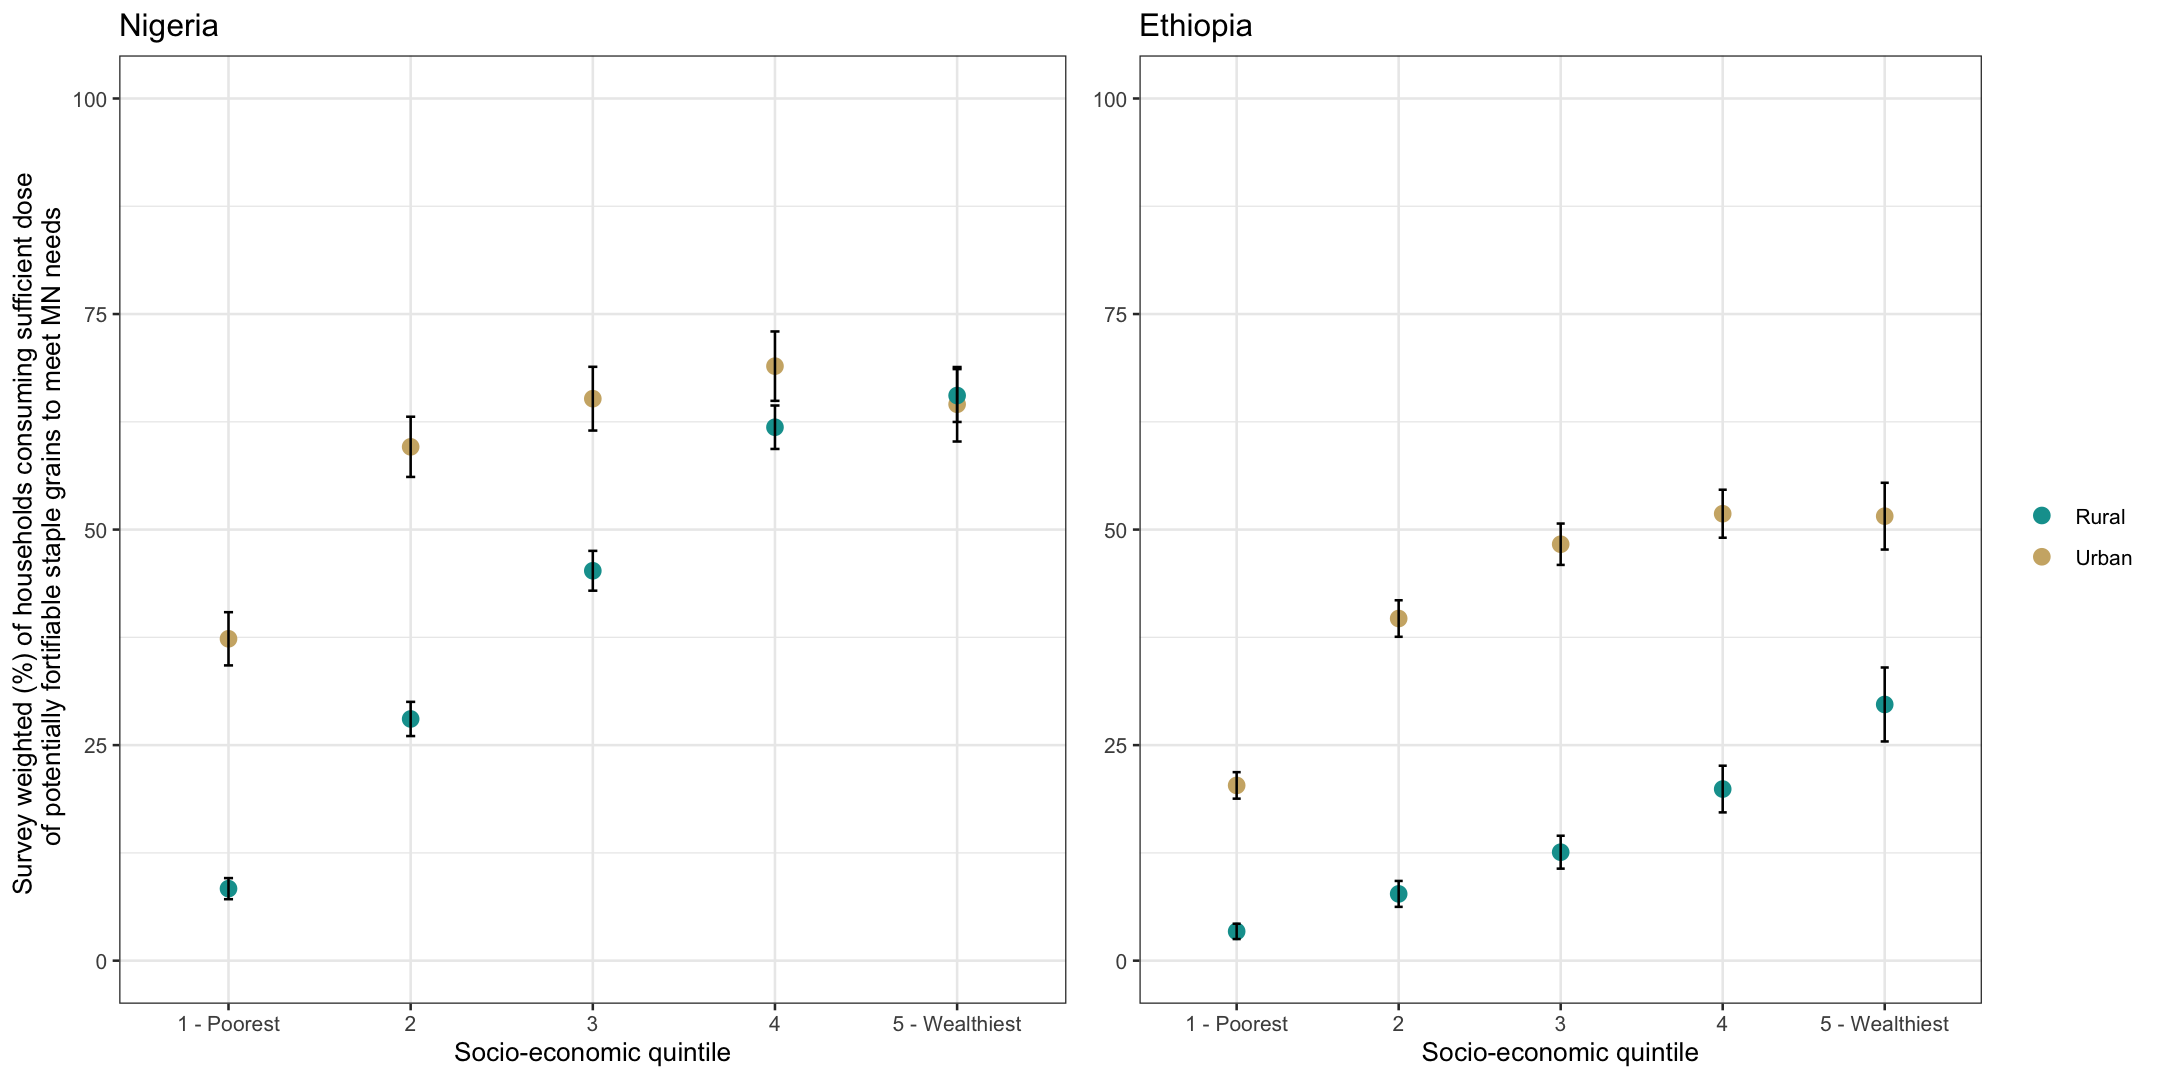 Nigeria
Survey weighted (%) of households consuming sufficient dose
of potentially fortifiable staple grains to meet MN needs
100
75
50
25
0
1 - Poorest
2
3
4
5 - Wealthiest
Socio-economic quintile
Ethiopia
100
75
50
25
0
1 - Poorest
2
3
4
5 - Wealthiest
Socio-economic quintile
Rural
Urban